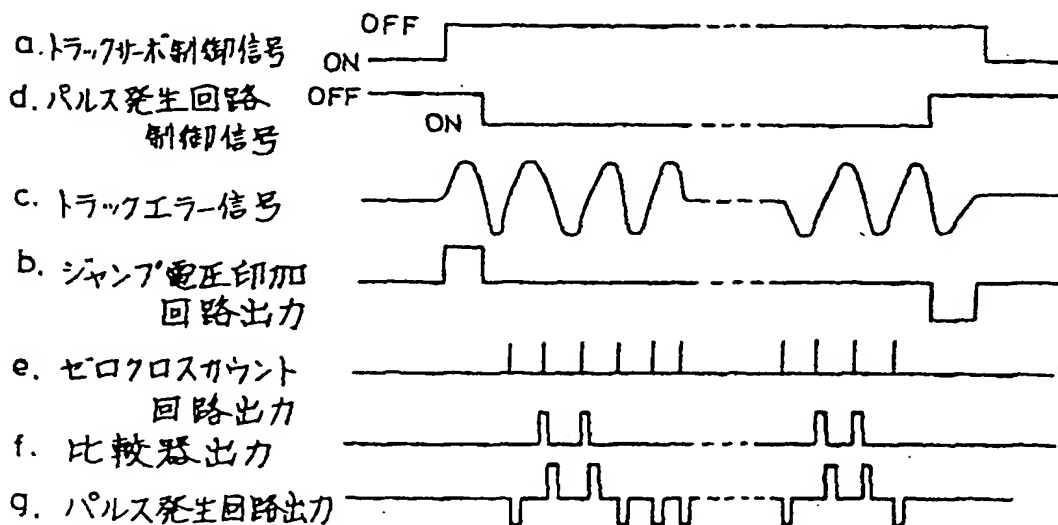 OFF
a.トラックサーボ制御信号
ON
d.パルス発生回路
制御信号
OFF
ON
c.トラックエラー信号
b.ジャンプ電圧印加
回路出力
e.ゼロクロスカウント
回路出力
f.比較器出力
g.パルス発生回路出力